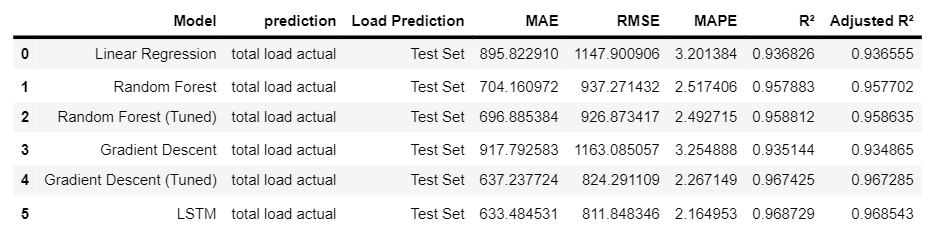 Model prediction Load Prediction MAE RMSE MAPE R² Adjusted R²
0 Linear Regression total load actual Test Set 895.822910 1147.900906 3.201384 0.936826 0.936555
1 Random Forest total load actual Test Set 704.160972 937.271432 2.517406 0.957883 0.957702
2 Random Forest (Tuned) total load actual Test Set 696.885384 926.873417 2.492715 0.958812 0.958635
3 Gradient Descent total load actual Test Set 917.792583 1163.085057 3.254888 0.935144 0.934865
4 Gradient Descent (Tuned) total load actual Test Set 637.237724 824.291109 2.267149 0.967425 0.967285
5 LSTM total load actual Test Set 633.484531 811.848346 2.164953 0.968729 0.968543